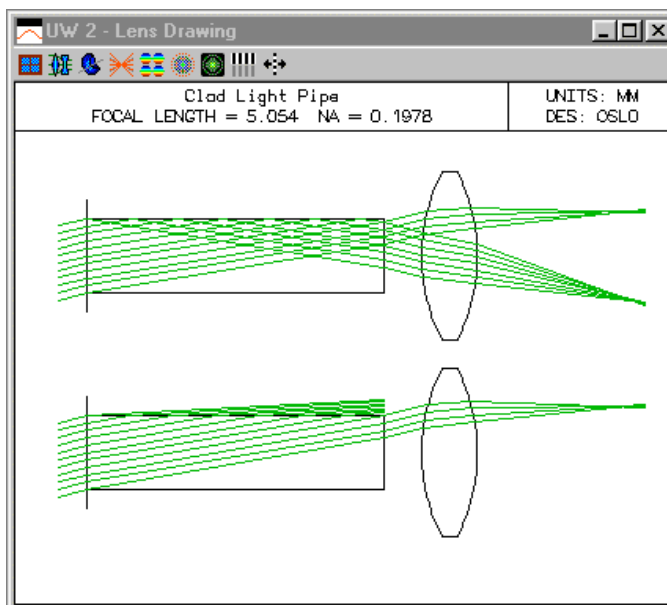 UW 2 - Lens Drawing
Clad Light Pipe
FOCAL LENGTH = 5.054 NA = 0.1978
UNITS: MM
DES: OSLO